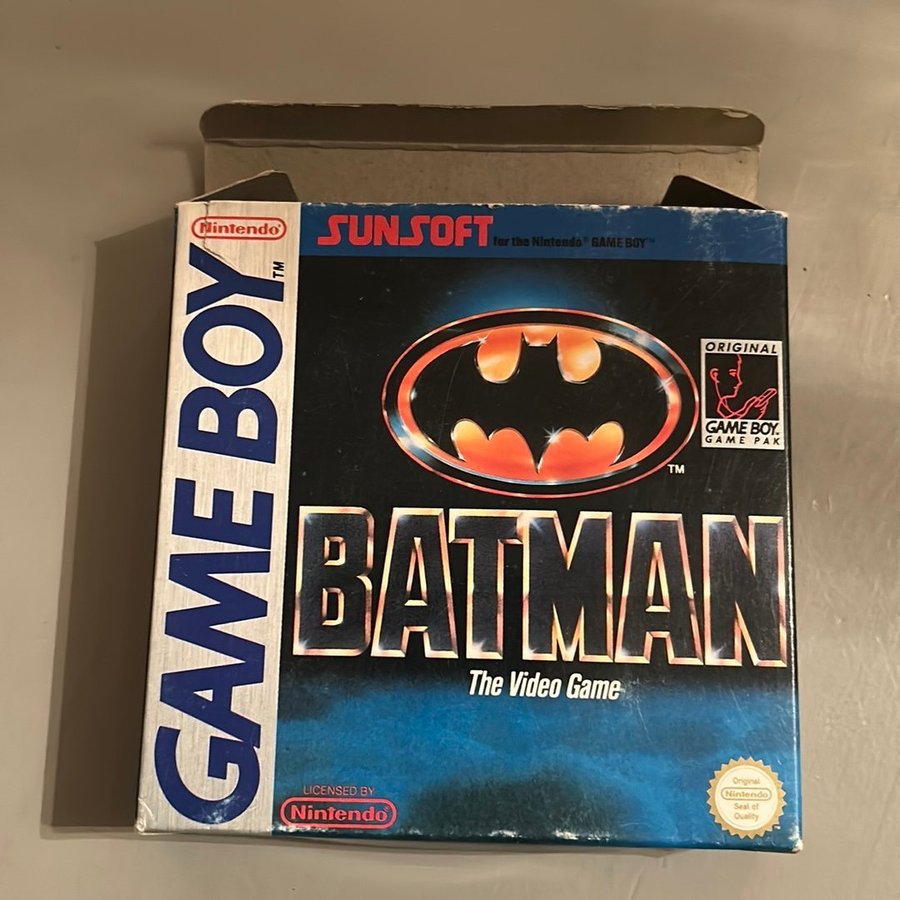 Nintendo®
GAME BOY™
SUNSOFT for the Nintendo® GAME BOY™
TM
ORIGINAL
GAME BOY
GAME PAK
BATMAN
The Video Game
LICENSED BY
Nintendo
Original
Nintendo
Seal of
Quality